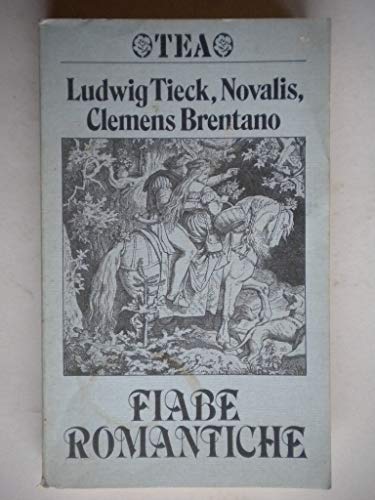 TEA
Ludwig Tieck, Novalis,
Clemens Brentano
FIABE
ROMANTICHE